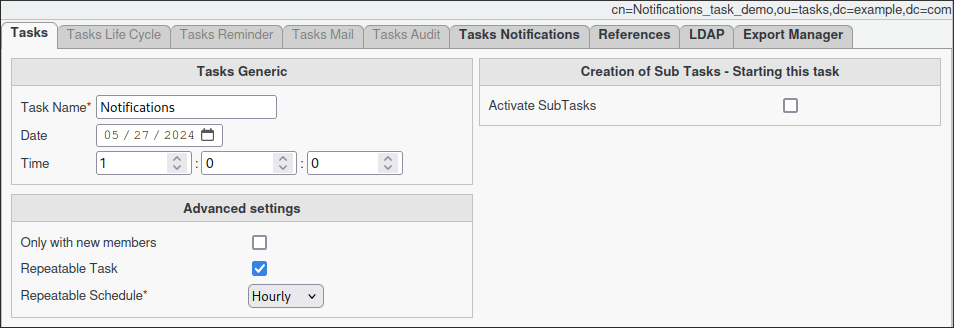 cn=Notifications_task_demo,ou=tasks,dc=example,dc=com
Tasks Tasks Life Cycle Tasks Reminder Tasks Mail Tasks Audit Tasks Notifications References LDAP Export Manager
Tasks Generic
Task Name* Notifications
Date 05 / 27 / 2024
Time 1 : 0 : 0
Advanced settings
Only with new members
Repeatable Task
Repeatable Schedule* Hourly
Creation of Sub Tasks - Starting this task
Activate SubTasks